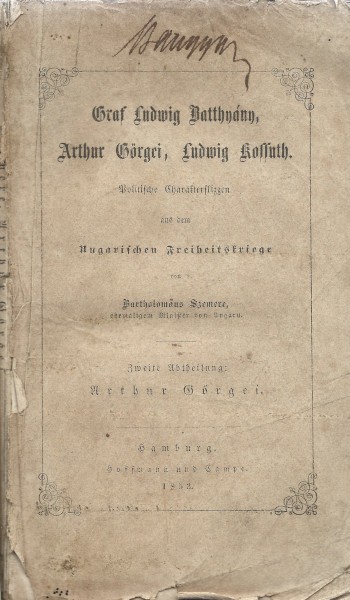 Graf Ludwig Batthyány,
Arthur Görgei, Ludwig Kossuth.
Politische Charakterskizzen
aus dem
Ungarischen Freiheitskriege
von
Bartholomäus Szemere,
ehemaligem Minister von Ungarn.
Zweite Abtheilung:
Arthur Görgei.
Hamburg.
Hoffmann und Campe.
1853.